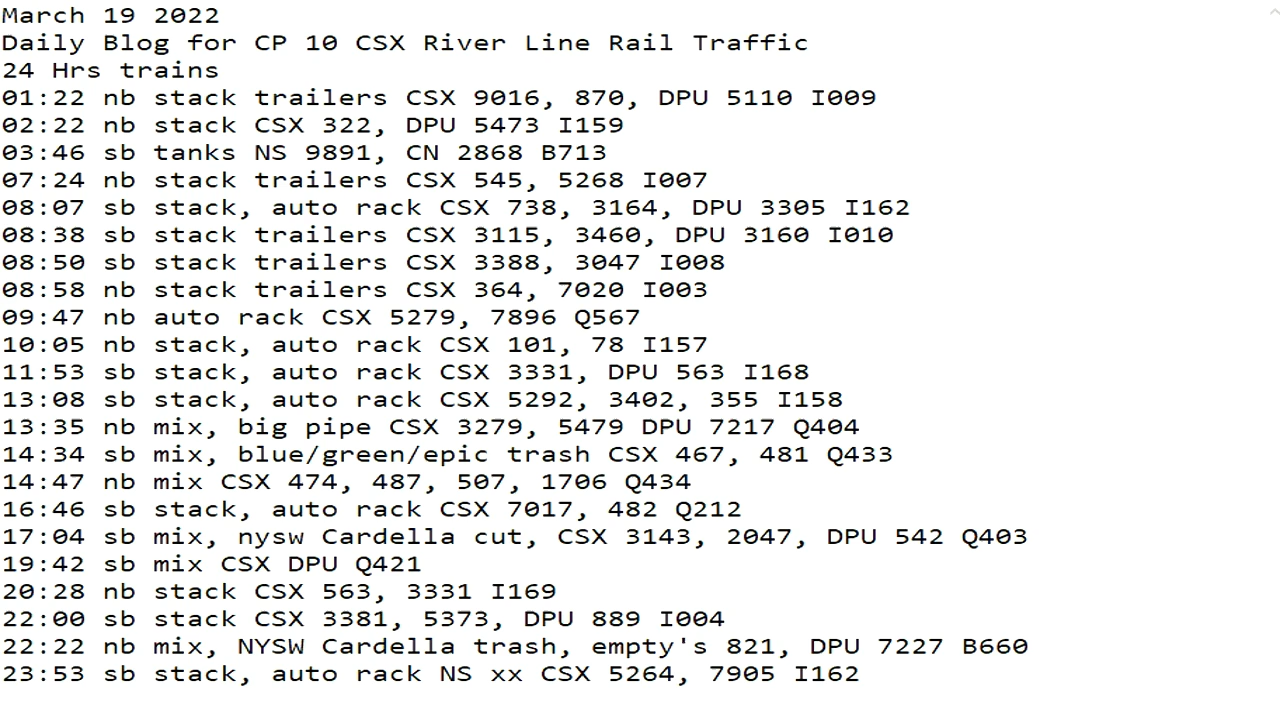 March 19 2022
Daily Blog for CP 10 CSX River Line Rail Traffic
24 Hrs trains
01:22 nb stack trailers CSX 9016, 870, DPU 5110 I009
02:22 nb stack CSX 322, DPU 5473 I159
03:46 sb tanks NS 9891, CN 2868 B713
07:24 nb stack trailers CSX 545, 5268 I007
08:07 sb stack, auto rack CSX 738, 3164, DPU 3305 I162
08:38 sb stack trailers CSX 3115, 3460, DPU 3160 I010
08:50 sb stack trailers CSX 3388, 3047 I008
08:58 nb stack trailers CSX 364, 7020 I003
09:47 nb auto rack CSX 5279, 7896 Q567
10:05 nb stack, auto rack CSX 101, 78 I157
11:53 sb stack, auto rack CSX 3331, DPU 563 I168
13:08 sb stack, auto rack CSX 5292, 3402, 355 I158
13:35 nb mix, big pipe CSX 3279, 5479 DPU 7217 Q404
14:34 sb mix, blue/green/epic trash CSX 467, 481 Q433
14:47 nb mix CSX 474, 487, 507, 1706 Q434
16:46 sb stack, auto rack CSX 7017, 482 Q212
17:04 sb mix, nysw Cardella cut, CSX 3143, 2047, DPU 542 Q403
19:42 sb mix CSX DPU Q421
20:28 nb stack CSX 563, 3331 I169
22:00 sb stack CSX 3381, 5373, DPU 889 I004
22:22 nb mix, NYSW Cardella trash, empty's 821, DPU 7227 B660
23:53 sb stack, auto rack NS xx CSX 5264, 7905 I162